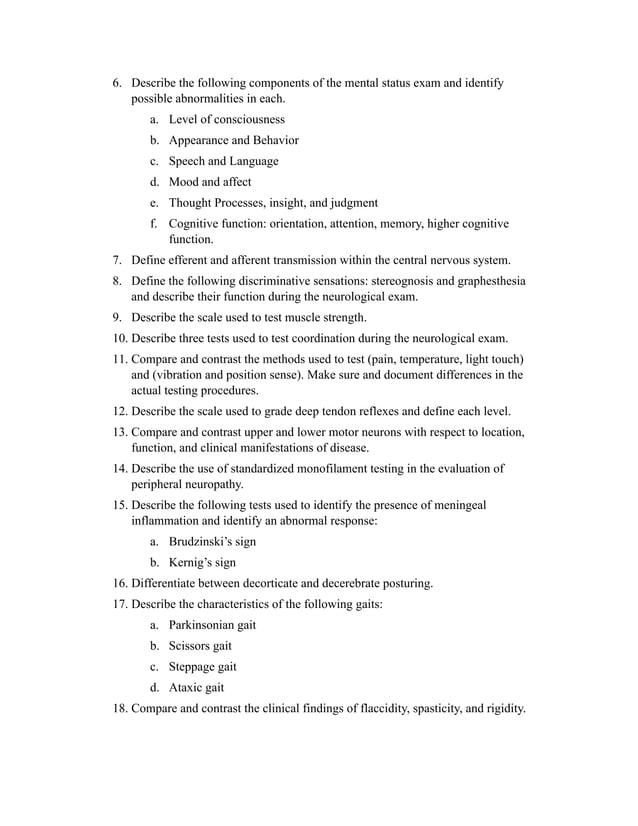 6. Describe the following components of the mental status exam and identify
possible abnormalities in each.
a. Level of consciousness
b. Appearance and Behavior
c. Speech and Language
d. Mood and affect
e. Thought Processes, insight, and judgment
f. Cognitive function: orientation, attention, memory, higher cognitive
function.
7. Define efferent and afferent transmission within the central nervous system.
8. Define the following discriminative sensations: stereognosis and graphesthesia
and describe their function during the neurological exam.
9. Describe the scale used to test muscle strength.
10. Describe three tests used to test coordination during the neurological exam.
11. Compare and contrast the methods used to test (pain, temperature, light touch)
and (vibration and position sense). Make sure and document differences in the
actual testing procedures.
12. Describe the scale used to grade deep tendon reflexes and define each level.
13. Compare and contrast upper and lower motor neurons with respect to location,
function, and clinical manifestations of disease.
14. Describe the use of standardized monofilament testing in the evaluation of
peripheral neuropathy.
15. Describe the following tests used to identify the presence of meningeal
inflammation and identify an abnormal response:
a. Brudzinski’s sign
b. Kernig’s sign
16. Differentiate between decorticate and decerebrate posturing.
17. Describe the characteristics of the following gaits:
a. Parkinsonian gait
b. Scissors gait
c. Steppage gait
d. Ataxic gait
18. Compare and contrast the clinical findings of flaccidity, spasticity, and rigidity.